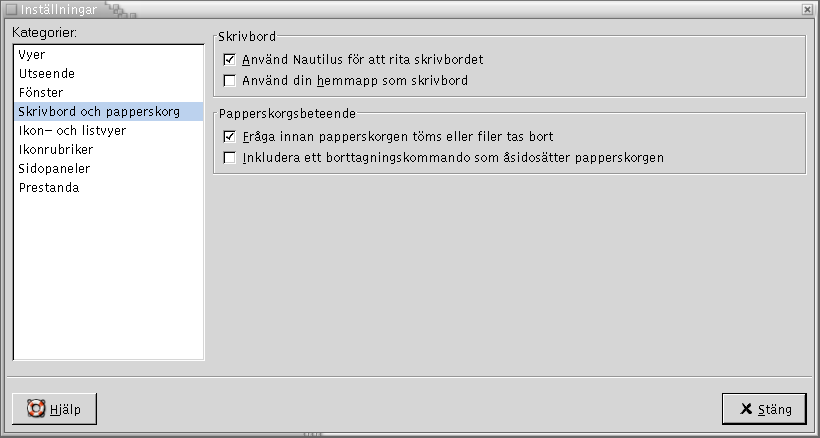 Inställningar
Kategorier:
Vyer
Utseende
Fönster
Skrivbord och papperskorg
Ikon- och listvyer
Ikonrubriker
Sidopaneler
Prestanda
Skrivbord
Använd Nautilus för att rita skrivbordet
Använd din hemmapp som skrivbord
Papperskorgsbeteende
Fråga innan papperskorgen töms eller filer tas bort
Inkludera ett borttagningskommando som åsidosätter papperskorgen
Hjälp
Stäng